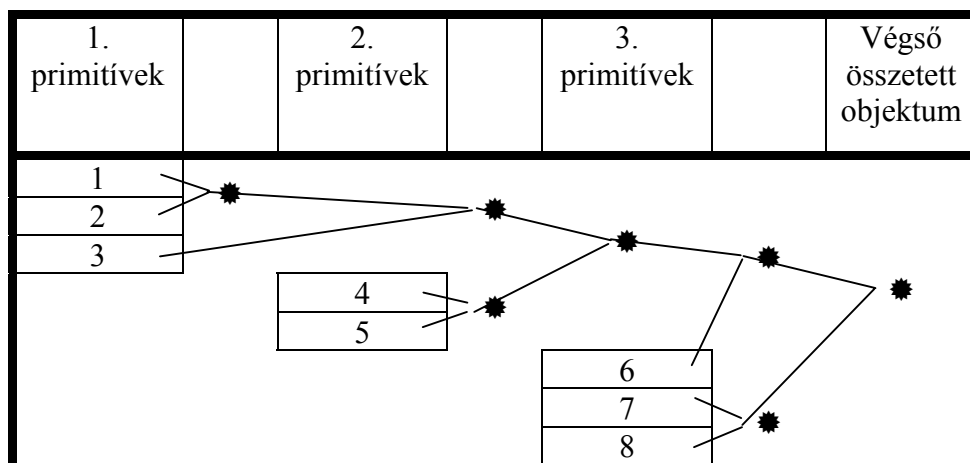 1.
primitívek
2.
primitívek
3.
primitívek
Végső
összetett
objektum
1
2
3
4
5
6
7
8